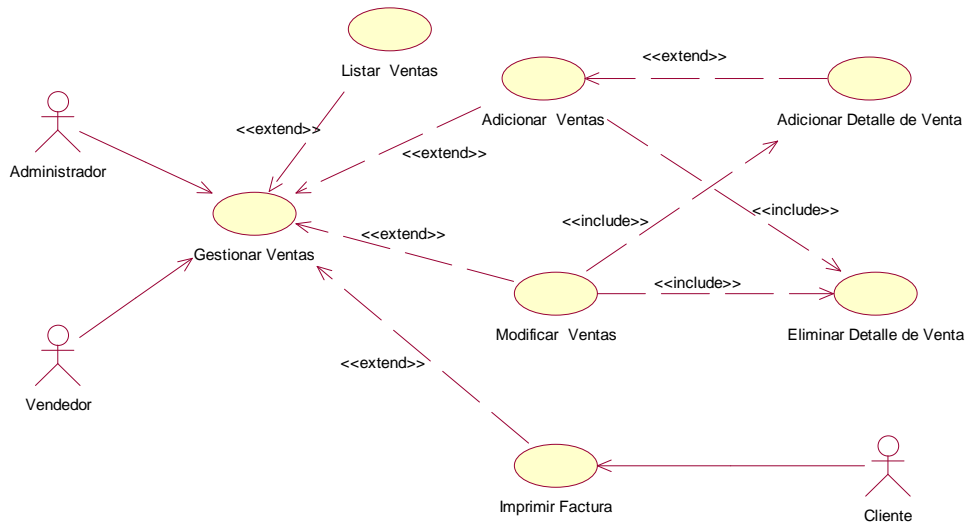 Listar Ventas
<<extend>>
Adicionar Ventas
Adicionar Detalle de Venta
Administrador
<<extend>>
<<extend>>
<<include>>
<<include>>
<<extend>>
Gestionar Ventas
<<include>>
Modificar Ventas
Eliminar Detalle de Venta
Vendedor
<<extend>>
Imprimir Factura
Cliente